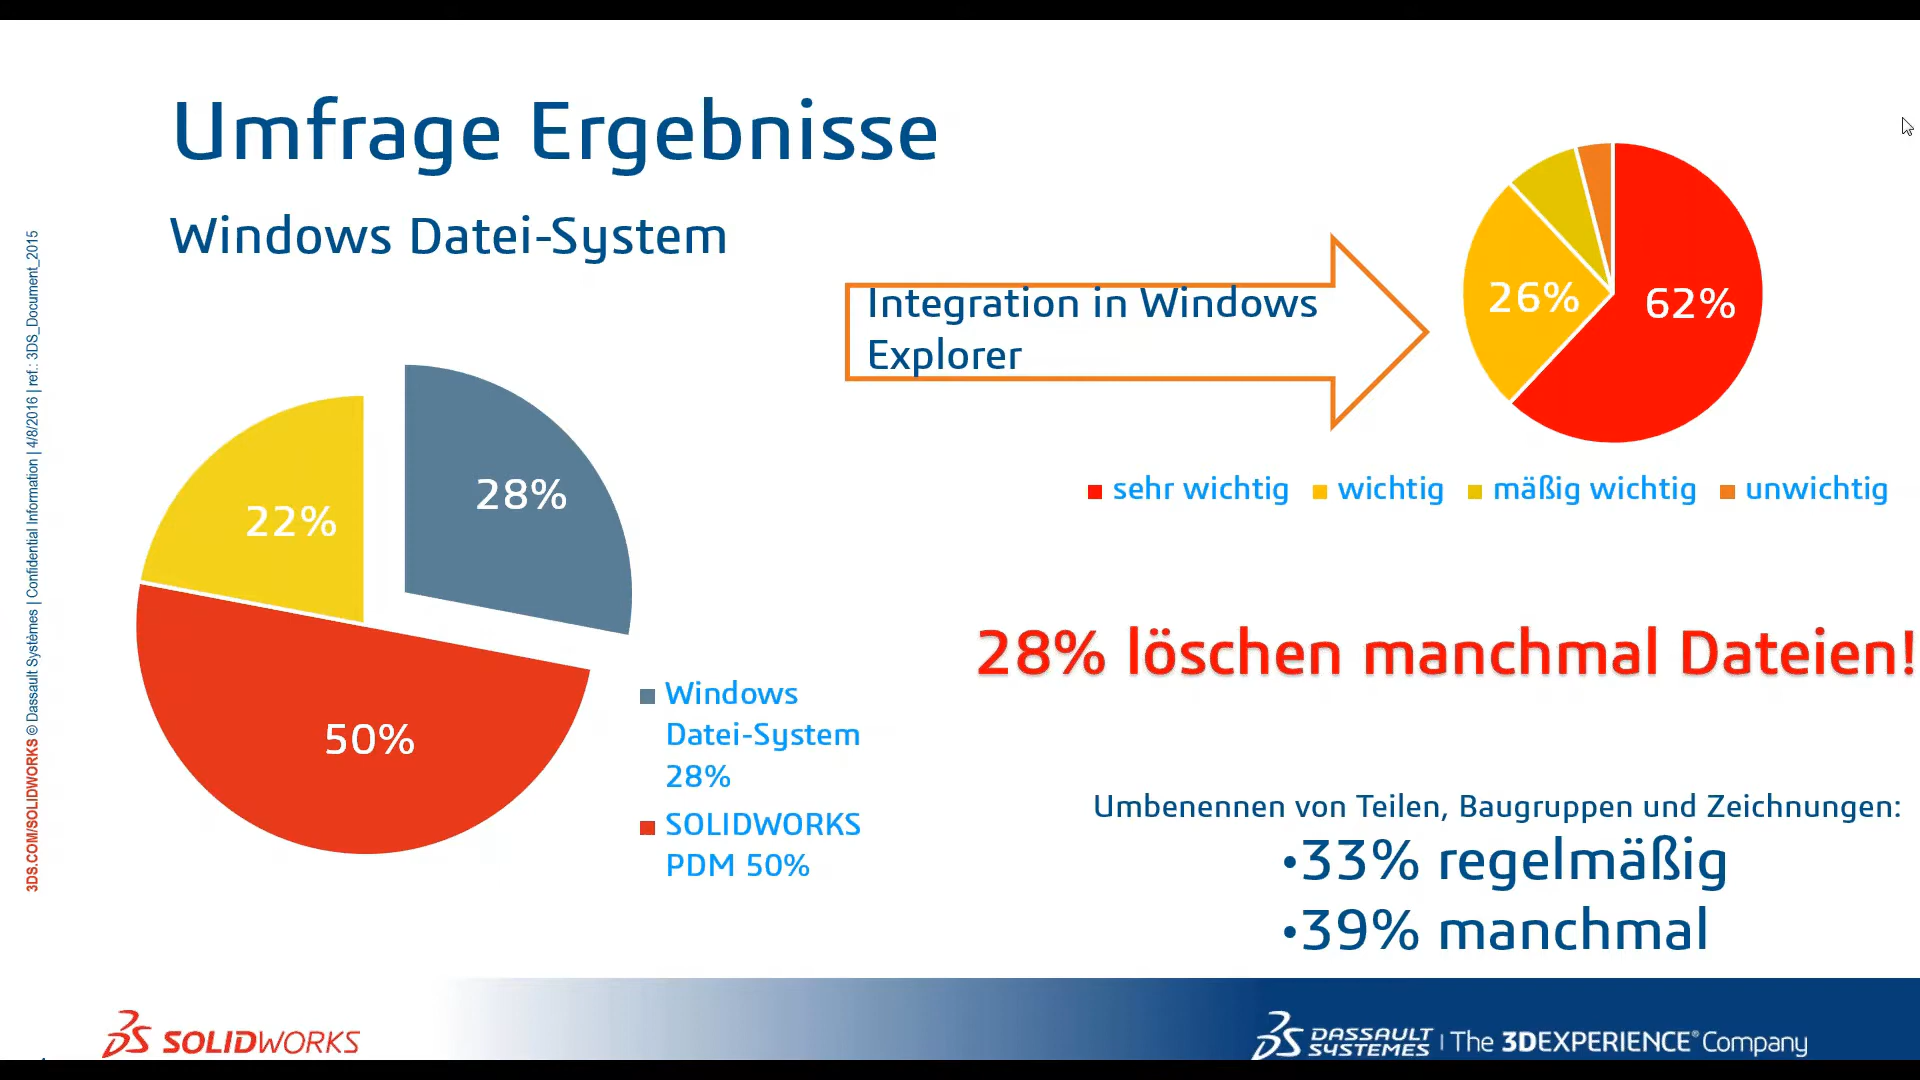 Umfrage Ergebnisse
Windows Datei-System
Integration in Windows
Explorer
26%
62%
■ sehr wichtig ■ wichtig ■ mäßig wichtig ■ unwichtig
28%
22%
50%
■ Windows
Datei-System
28%
■ SOLIDWORKS
PDM 50%
28% löschen manchmal Dateien!
Umbenennen von Teilen, Baugruppen und Zeichnungen:
•33% regelmäßig
•39% manchmal
3DS.COM/SOLIDWORKS © Dassault Systèmes | Confidential Information | 4/8/2016 | ref.: 3DS_Document_2015
SOLIDWORKS
DASSAULT
SYSTEMES | The 3DEXPERIENCE® Company